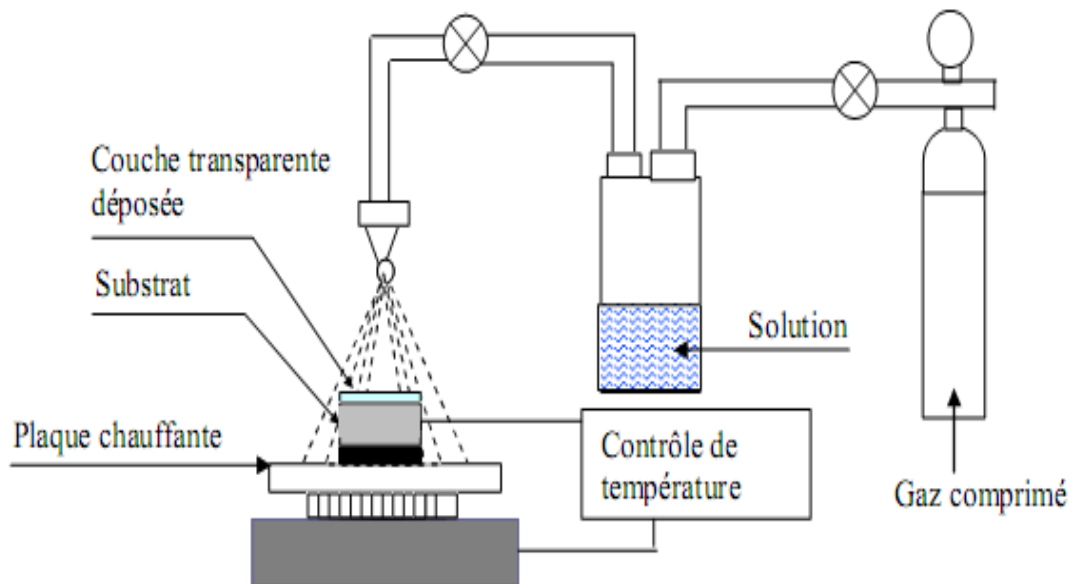 Couche transparente
déposée
Substrat
Solution
Plaque chauffante
Contrôle de
température
Gaz comprimé